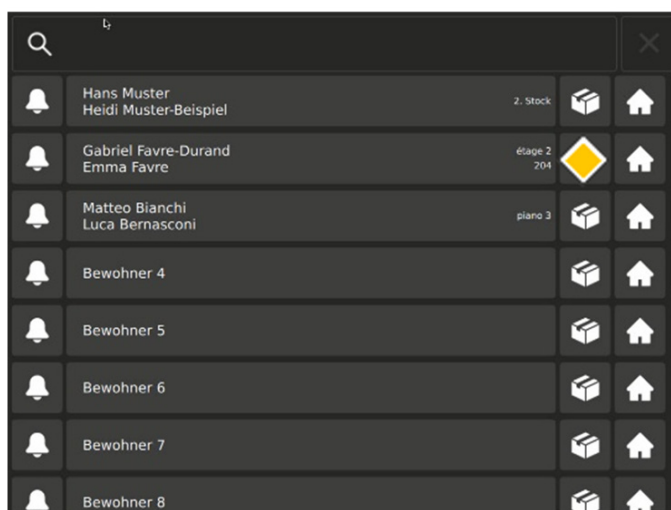 Hans Muster
Heidi Muster-Beispiel
2. Stock
Gabriel Favre-Durand
Emma Favre
étage 2
204
Matteo Bianchi
Luca Bernasconi
piano 3
Bewohner 4
Bewohner 5
Bewohner 6
Bewohner 7
Bewohner 8